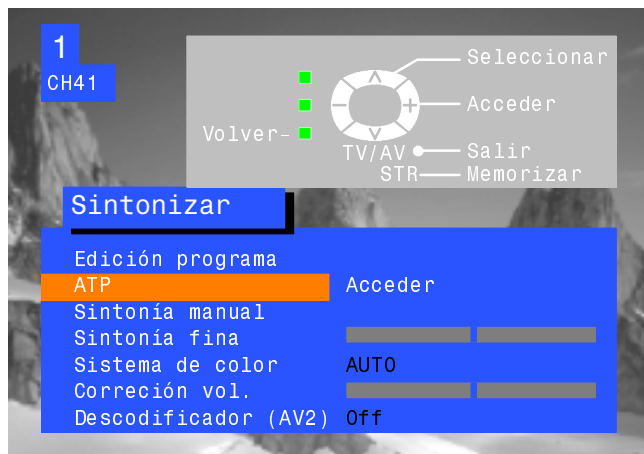 1
CH41
Seleccionar
Acceder
Volver
TV/AV Salir
STR Memorizar
Sintonizar
Edición programa
ATP Acceder
Sintonía manual
Sintonía fina
Sistema de color AUTO
Correción vol.
Descodificador (AV2) Off